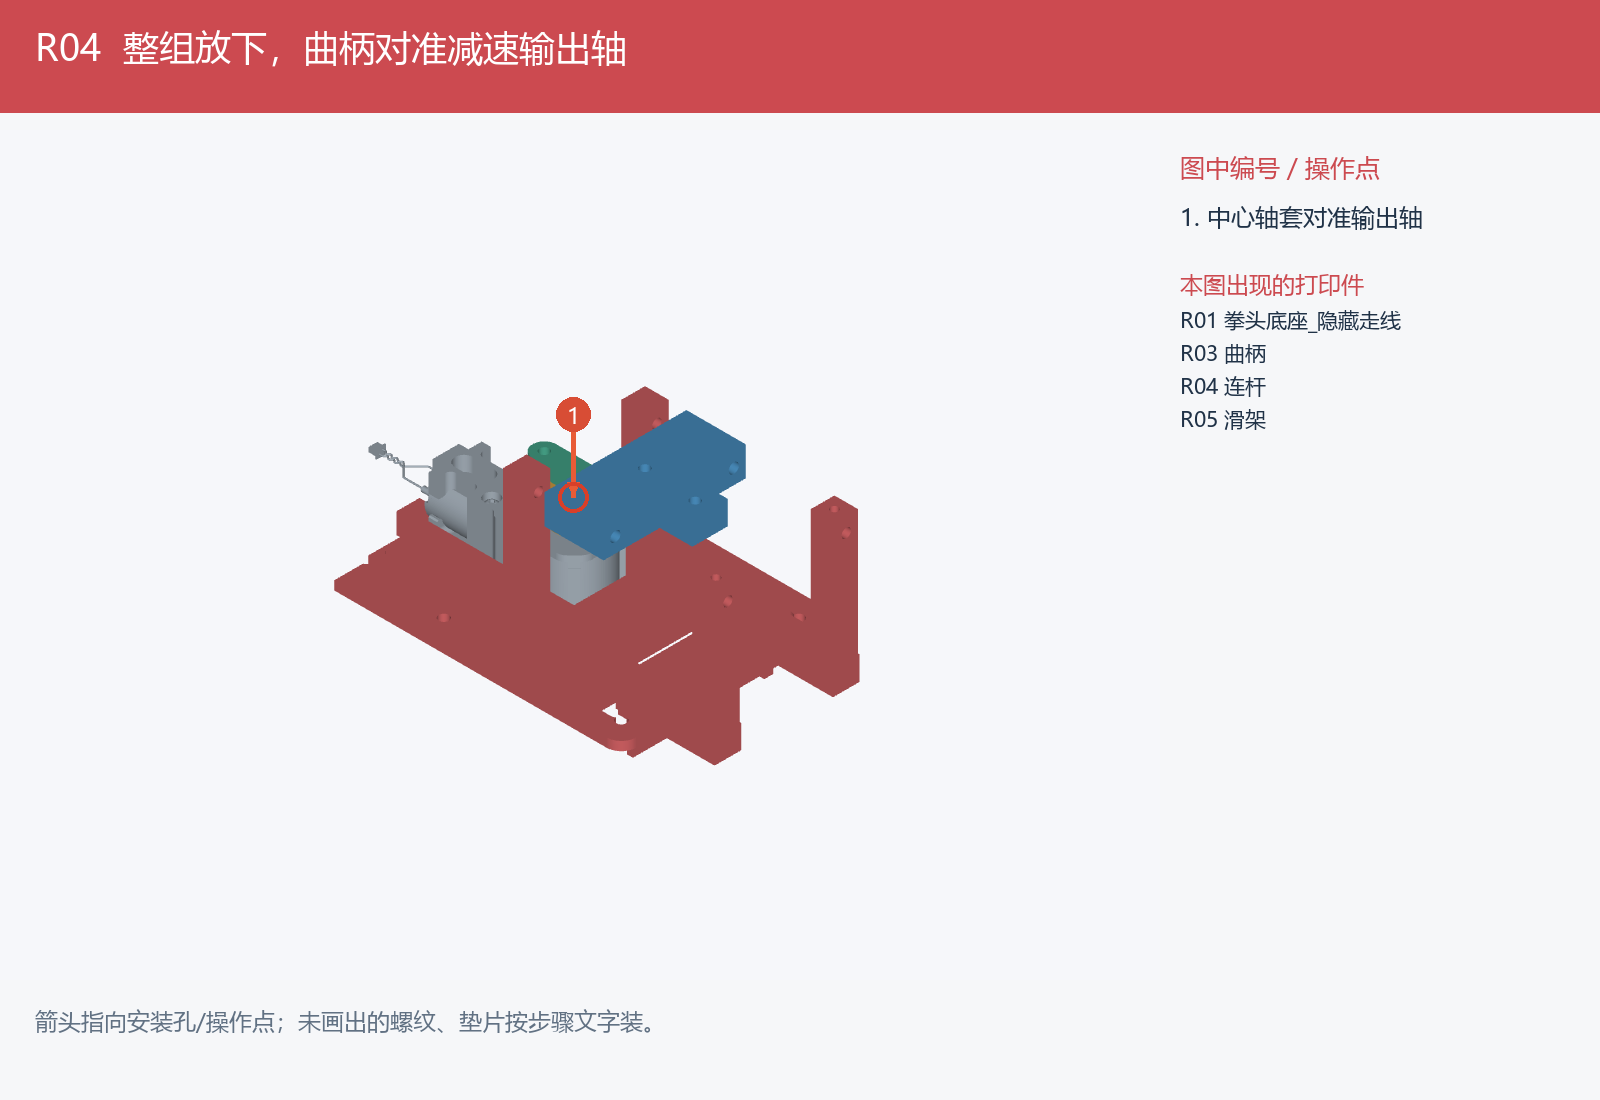 R04 整组放下，曲柄对准减速输出轴
图中编号 / 操作点
1. 中心轴套对准输出轴
本图出现的打印件
R01 拳头底座_隐藏走线
R03 曲柄
R04 连杆
R05 滑架
1
箭头指向安装孔/操作点；未画出的螺纹、垫片按步骤文字装。